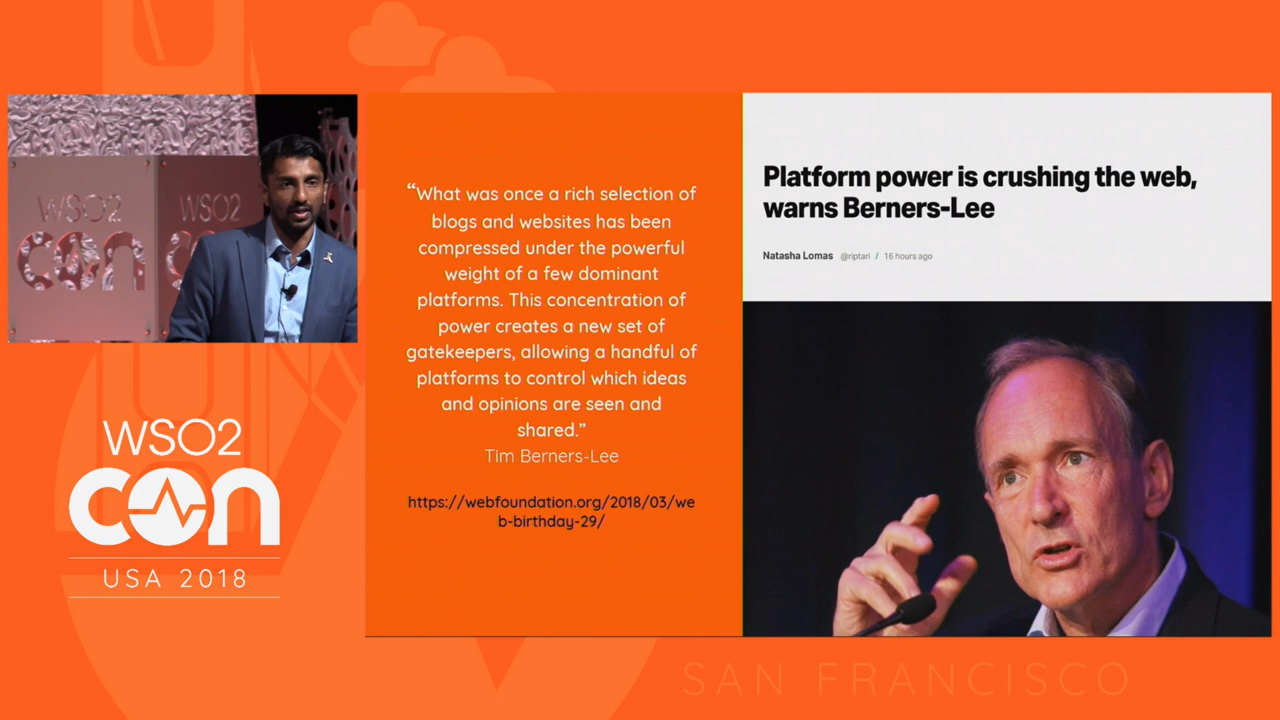 WSO2
con
WSO2
WSO2
con
USA 2018
“What was once a rich selection of
blogs and websites has been
compressed under the powerful
weight of a few dominant
platforms. This concentration of
power creates a new set of
gatekeepers, allowing a handful of
platforms to control which ideas
and opinions are seen and
shared.”
Tim Berners-Lee
https://webfoundation.org/2018/03/we
b-birthday-29/
Platform power is crushing the web,
warns Berners-Lee
Natasha Lomas @riptari / 16 hours ago
SAN FRANCISCO